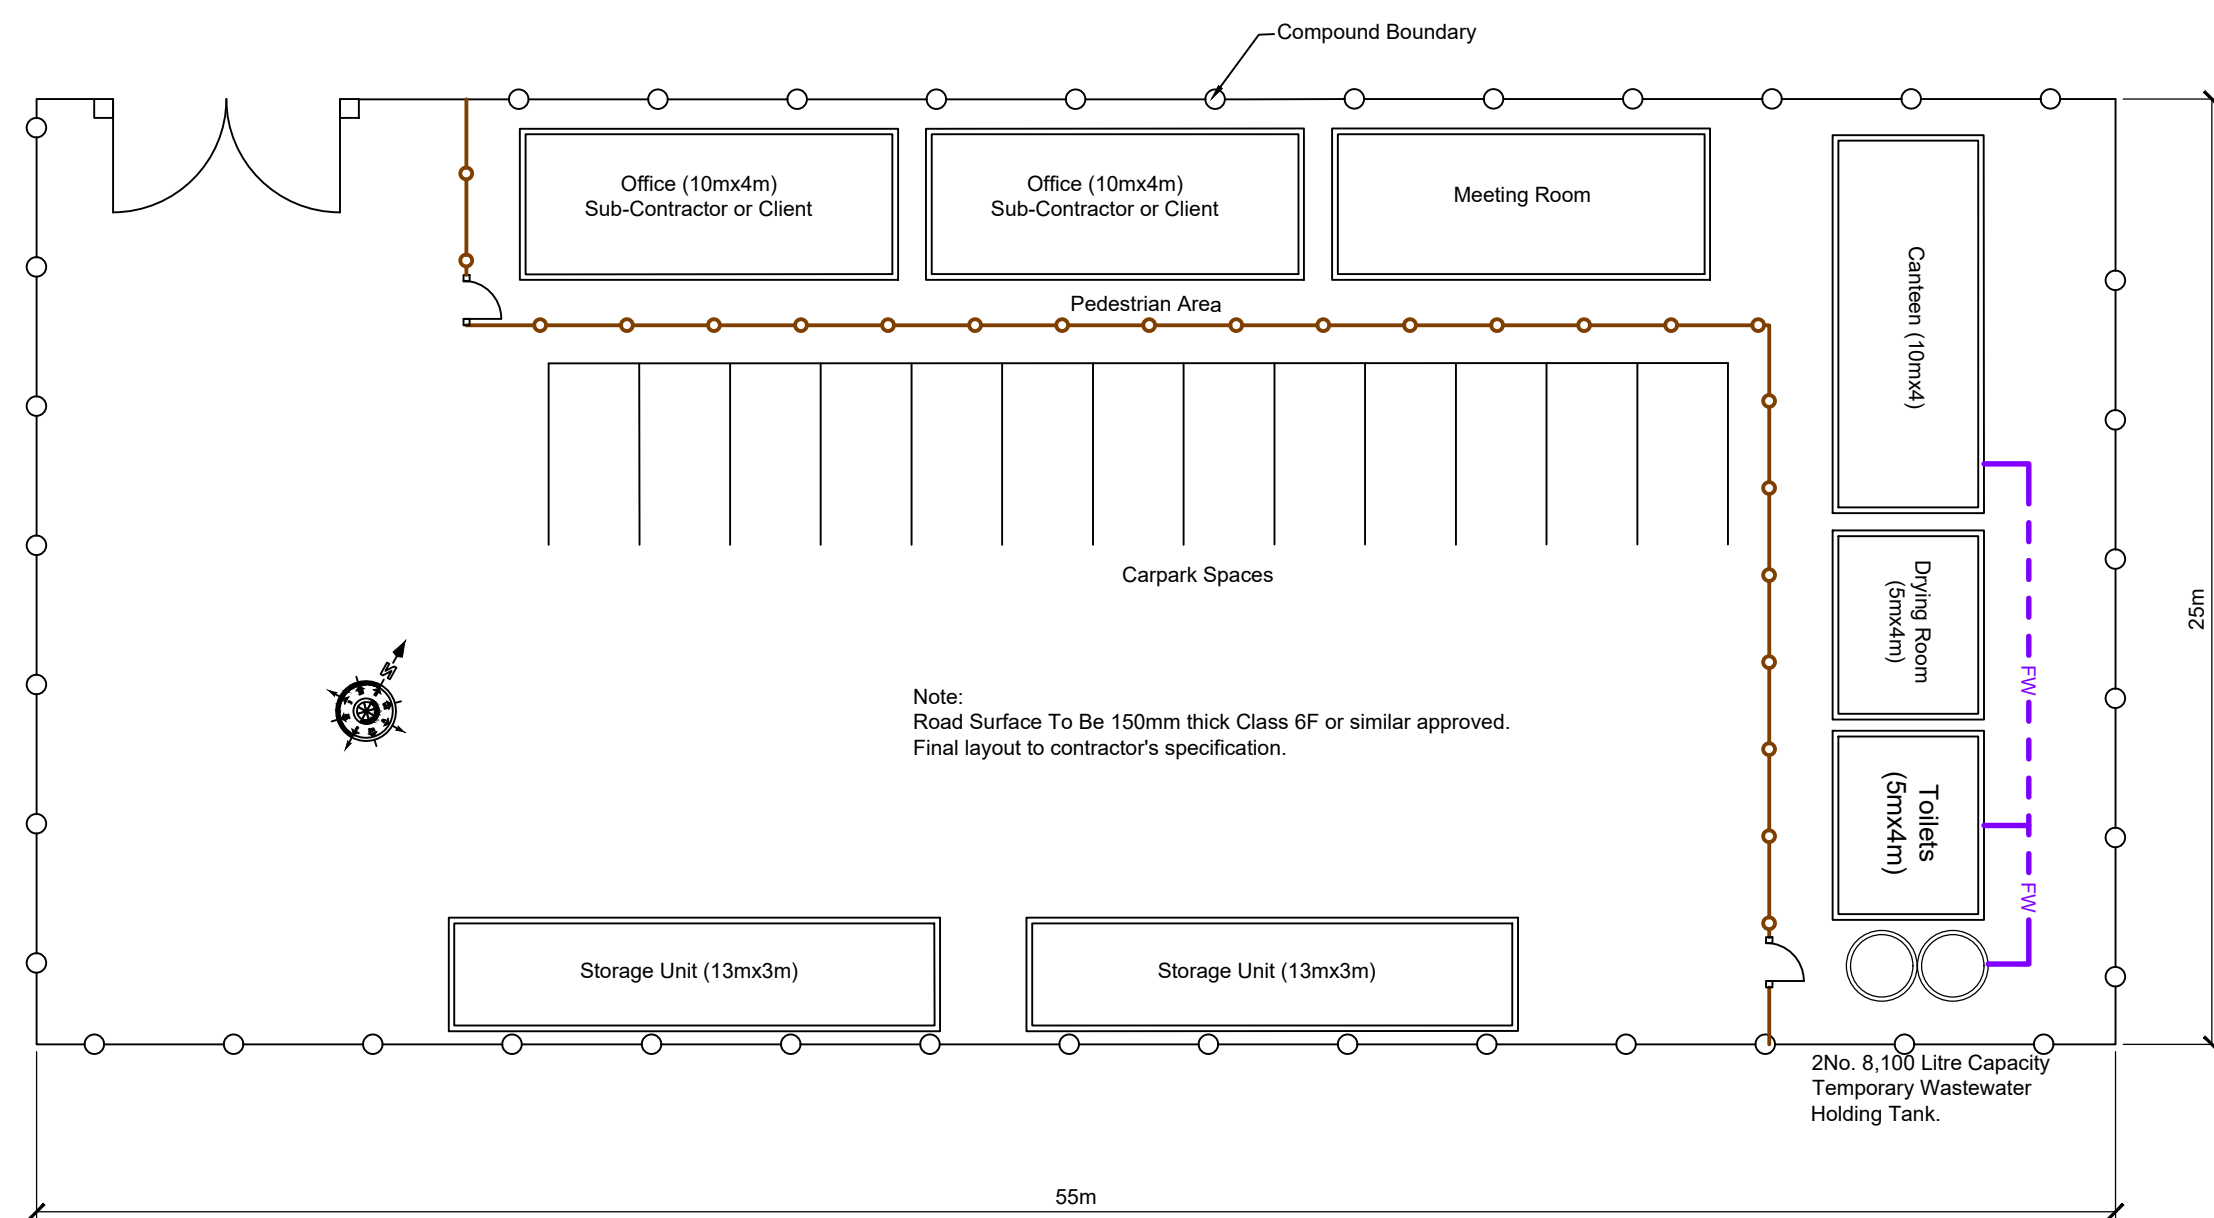 Compound Boundary
Office (10mx4m)
Sub-Contractor or Client
Office (10mx4m)
Sub-Contractor or Client
Meeting Room
Canteen (10mx4)
Pedestrian Area
Carpark Spaces
Drying Room
(5mx4m)
25m
FW
N
Note:
Road Surface To Be 150mm thick Class 6F or similar approved.
Final layout to contractor's specification.
Toilets
(5mx4m)
FW
Storage Unit (13mx3m)
Storage Unit (13mx3m)
2No. 8,100 Litre Capacity
Temporary Wastewater
Holding Tank.
55m